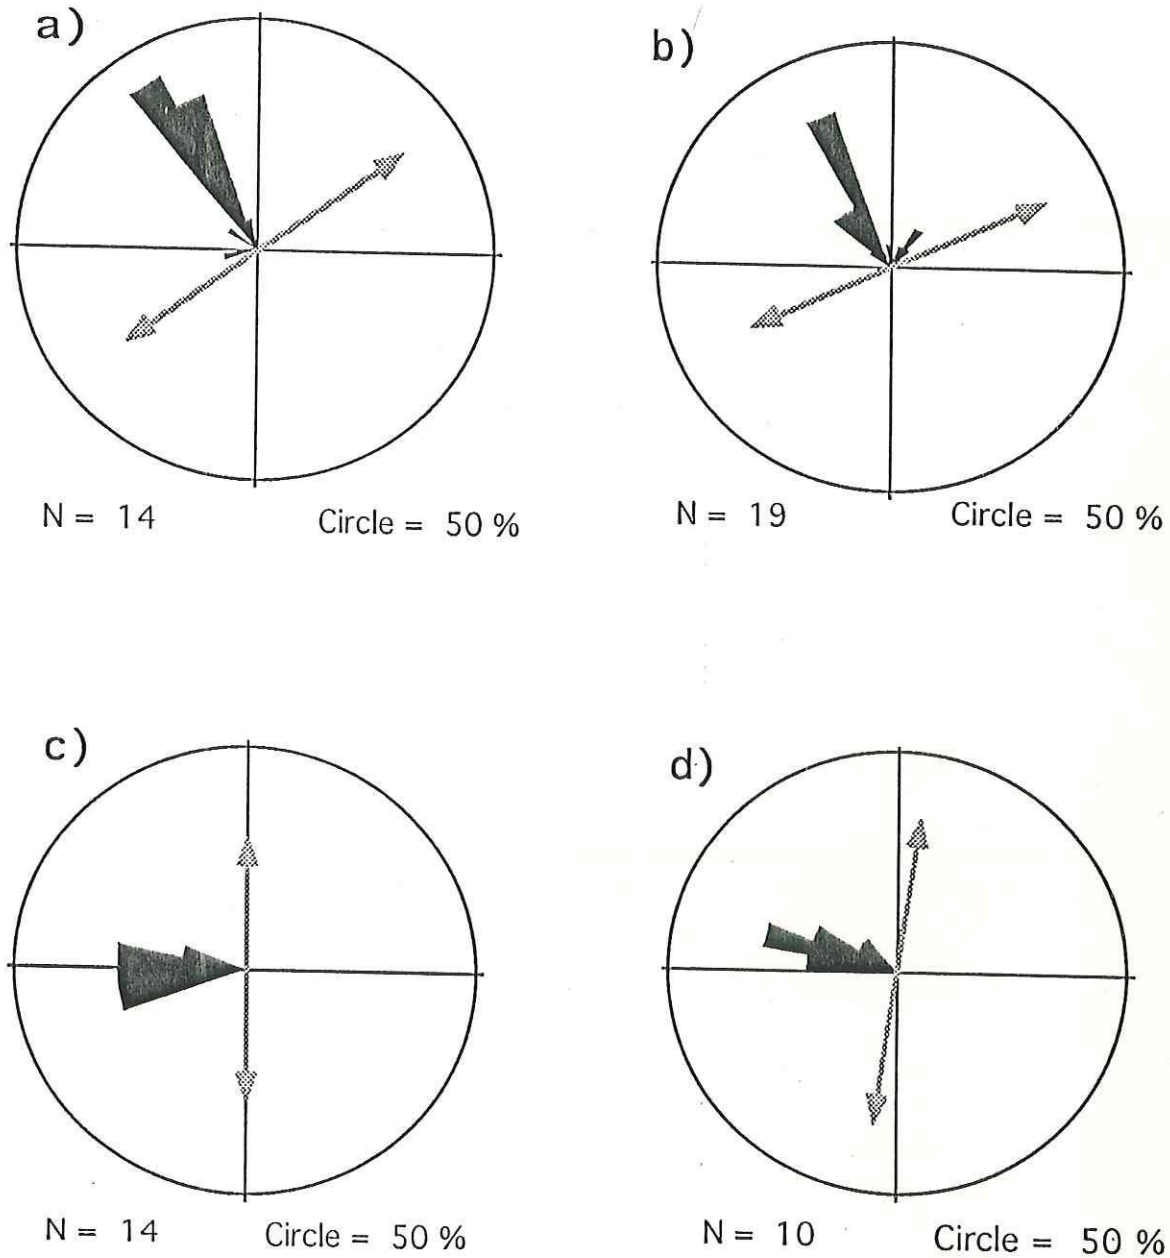 a)
b)
N = 14 Circle = 50 %
N = 19 Circle = 50 %
c)
d)
N = 14 Circle = 50 %
N = 10 Circle = 50 %